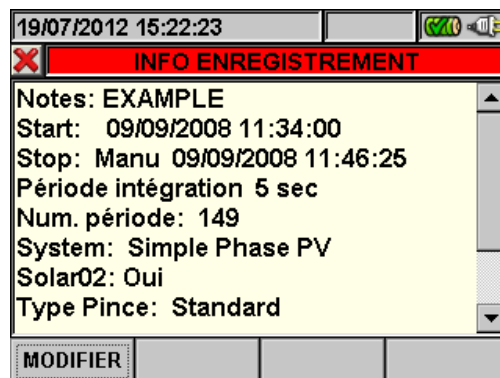 19/07/2012 15:22:23
INFO ENREGISTREMENT
Notes: EXAMPLE
Start: 09/09/2008 11:34:00
Stop: Manu 09/09/2008 11:46:25
Période intégration 5 sec
Num. période: 149
System: Simple Phase PV
Solar02: Oui
Type Pince: Standard
MODIFIER